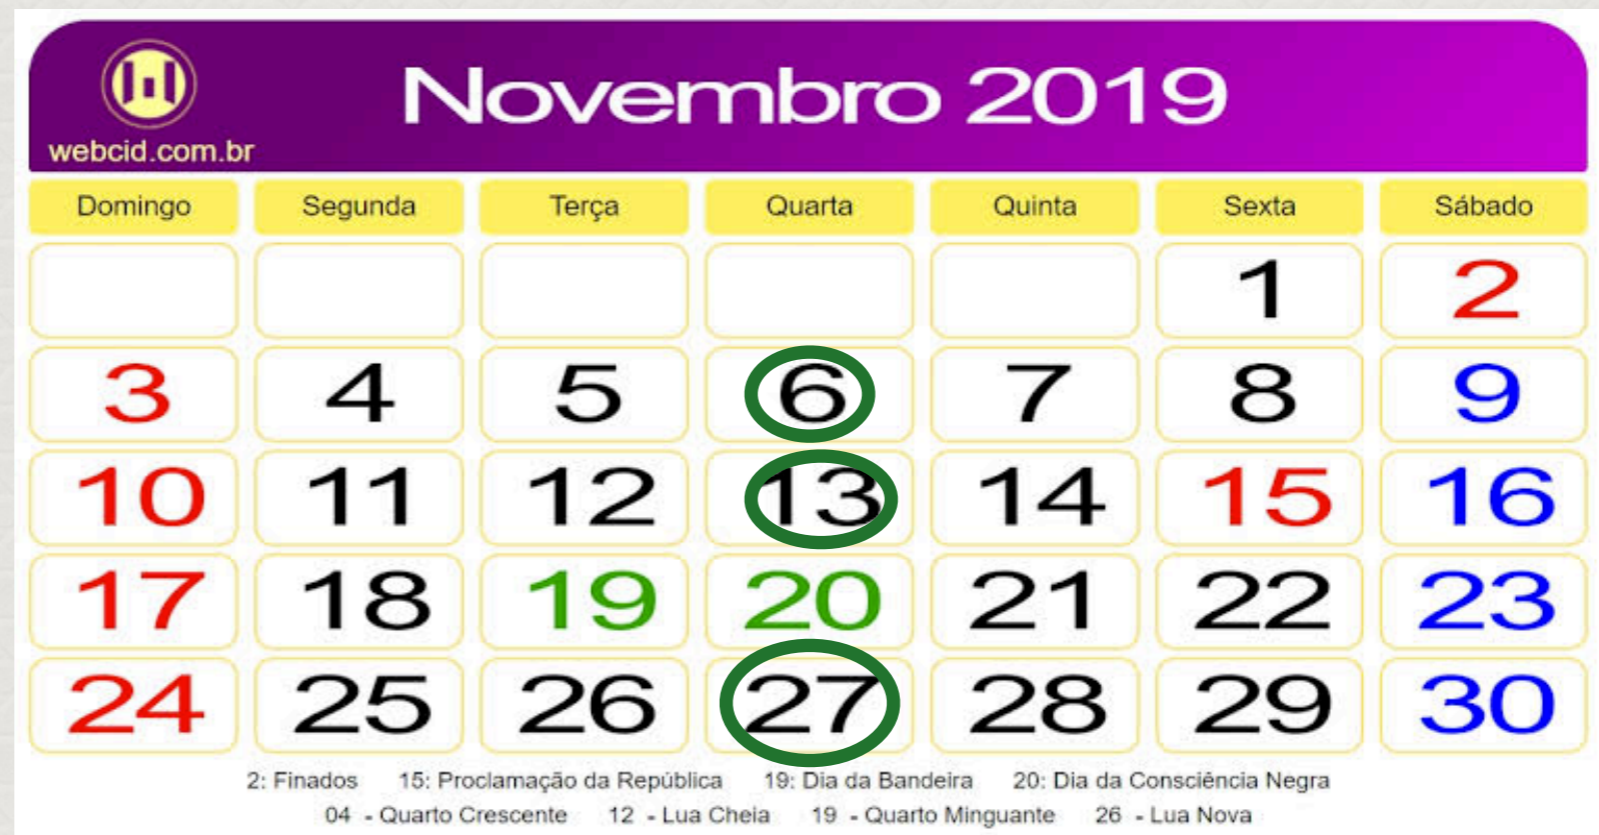 Novembro 2019
webcid.com.br
Domingo Segunda Terça Quarta Quinta Sexta Sábado
1 2
3 4 5 6 7 8 9
10 11 12 13 14 15 16
17 18 19 20 21 22 23
24 25 26 27 28 29 30
2: Finados 15: Proclamação da República 19: Dia da Bandeira 20: Dia da Consciência Negra
04 - Quarto Crescente 12 - Lua Cheia 19 - Quarto Minguante 26 - Lua Nova